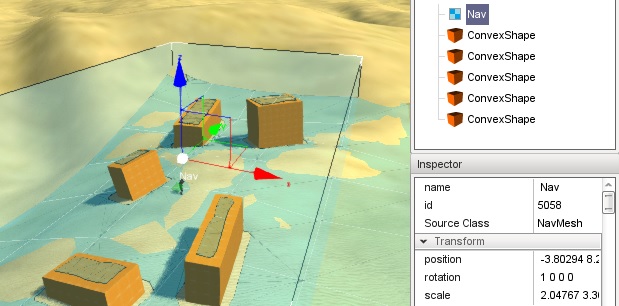 Nav
ConvexShape
ConvexShape
ConvexShape
ConvexShape
ConvexShape
Nav
Inspector
name Nav
id 5058
Source Class NavMesh
Transform
position -3.80294 8.2
rotation 1 0 0 0
scale 2.04767 3.3